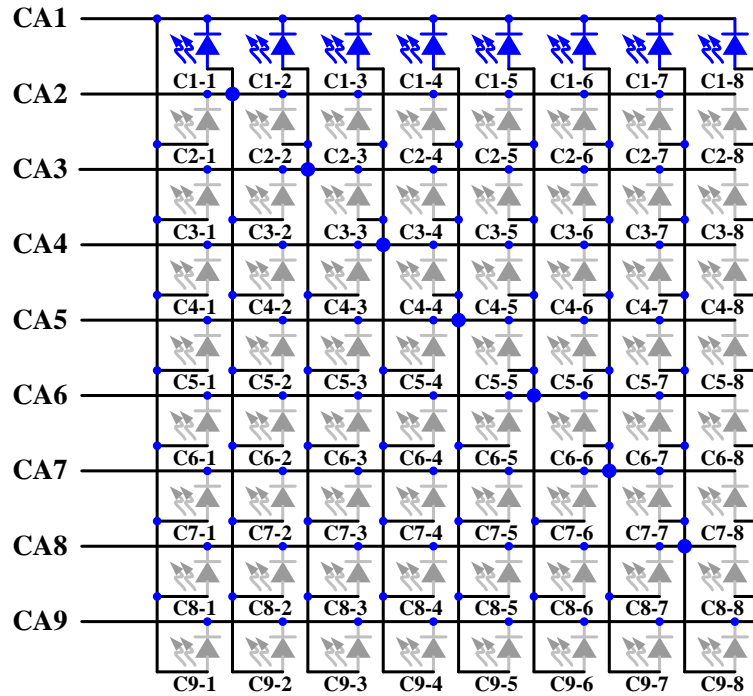 CA1
C1-1 C1-2 C1-3 C1-4 C1-5 C1-6 C1-7 C1-8
CA2
C2-1 C2-2 C2-3 C2-4 C2-5 C2-6 C2-7 C2-8
CA3
C3-1 C3-2 C3-3 C3-4 C3-5 C3-6 C3-7 C3-8
CA4
C4-1 C4-2 C4-3 C4-4 C4-5 C4-6 C4-7 C4-8
CA5
C5-1 C5-2 C5-3 C5-4 C5-5 C5-6 C5-7 C5-8
CA6
C6-1 C6-2 C6-3 C6-4 C6-5 C6-6 C6-7 C6-8
CA7
C7-1 C7-2 C7-3 C7-4 C7-5 C7-6 C7-7 C7-8
CA8
C8-1 C8-2 C8-3 C8-4 C8-5 C8-6 C8-7 C8-8
CA9
C9-1 C9-2 C9-3 C9-4 C9-5 C9-6 C9-7 C9-8